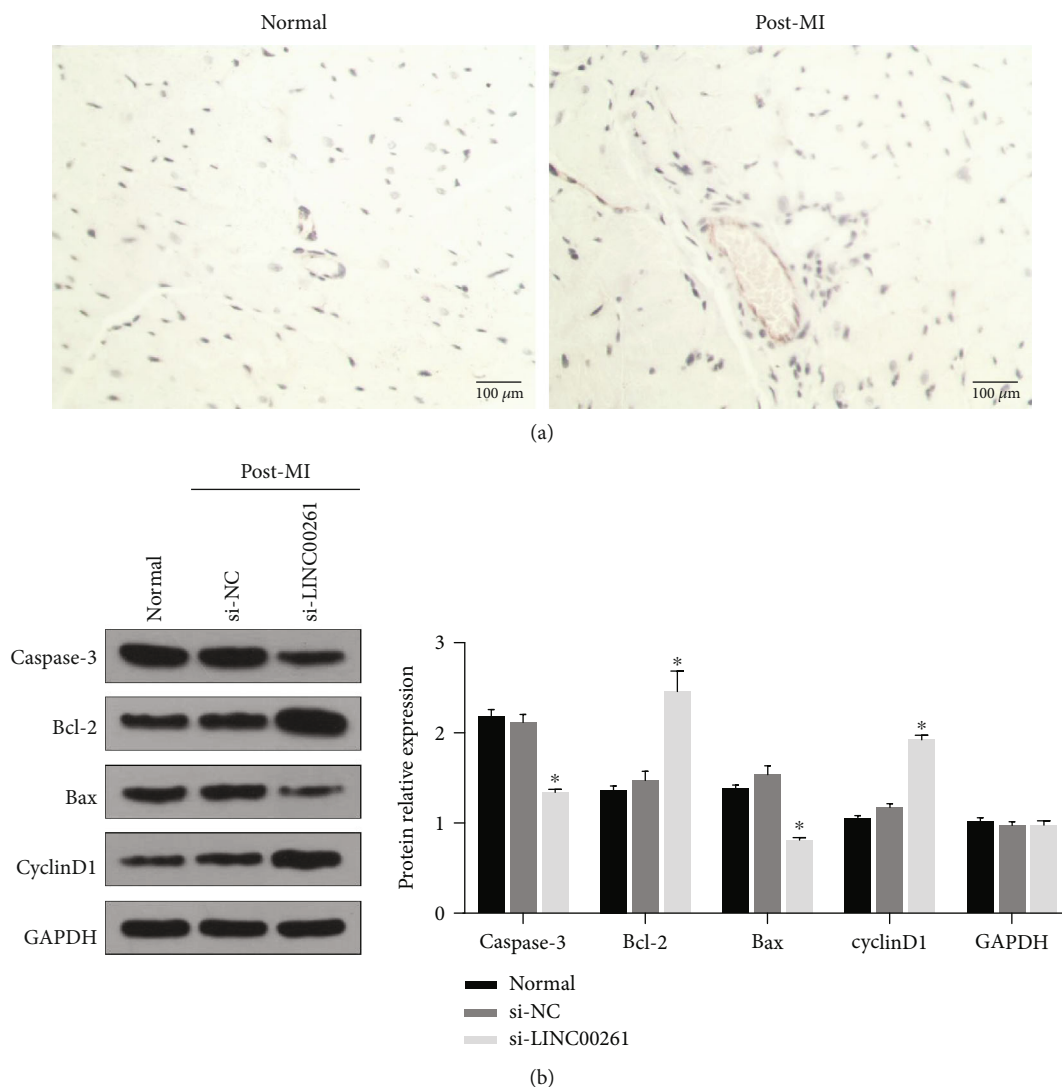 Normal
Post-MI
100 μm
100 μm
(a)
Post-MI
Normal
si-NC
si-LINC00261
Caspase-3
Bcl-2
Bax
CyclinD1
GAPDH
Protein relative expression
3
2
1
0
*
*
*
*
Caspase-3
Bcl-2
Bax
cyclinD1
GAPDH
Normal
si-NC
si-LINC00261
(b)